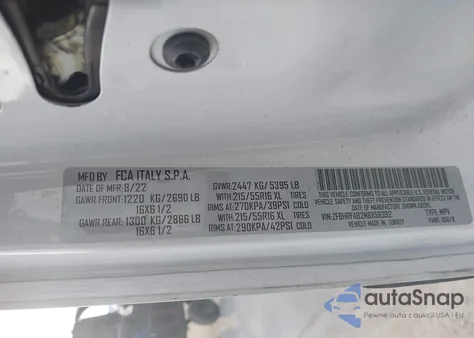 MFD BY FCA ITALY S.P.A.
DATE OF MFR: 8/22
GAWR FRONT: 1220 KG/2690 LB
16X6 1/2
GAWR REAR: 1300 KG/2866 LB
16X6 1/2
GVWR: 2447 KG/5395 LB
WITH: 215/55R16 XL TIRES
RIMS AT: 270KPA/39PSI COLD
WITH: 215/55R16 XL TIRES
RIMS AT: 290KPA/42PSI COLD
THIS VEHICLE CONFORMS TO ALL APPLICABLE
FEDERAL MOTOR VEHICLE SAFETY, BUMPER AND
THEFT PREVENTION STANDARDS IN EFFECT ON THE
DATE OF MANUFACTURE SHOWN ABOVE.
TYPE: MPV
VEHICLE MADE IN: TURKEY
autoSnap
Pewne auto z aukcji USA - EU